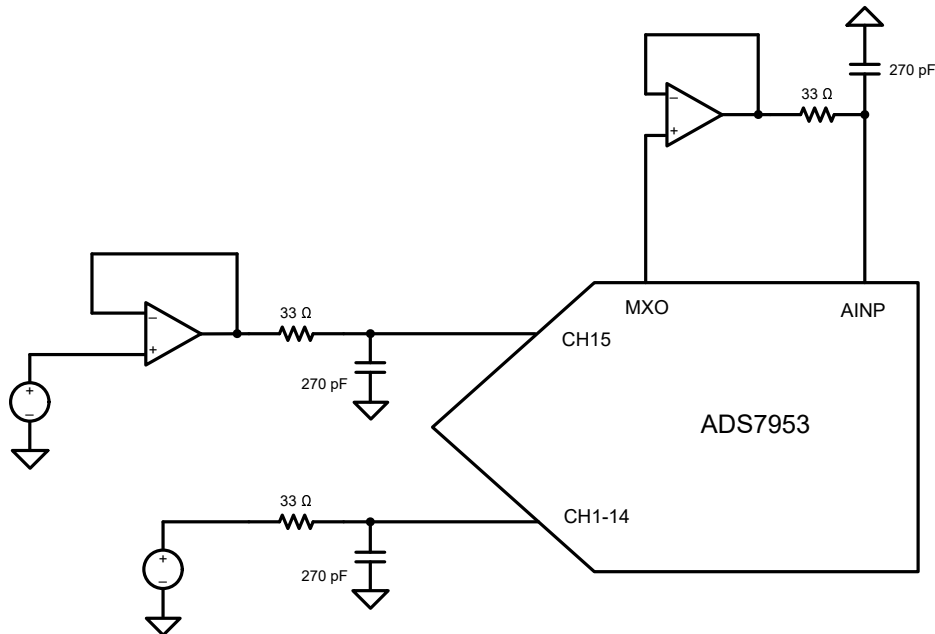 270 pF
33 Ω
−
+
33 Ω
MXO
AINP
−
+
CH15
270 pF
+
−
ADS7953
33 Ω
CH1-14
+
−
270 pF